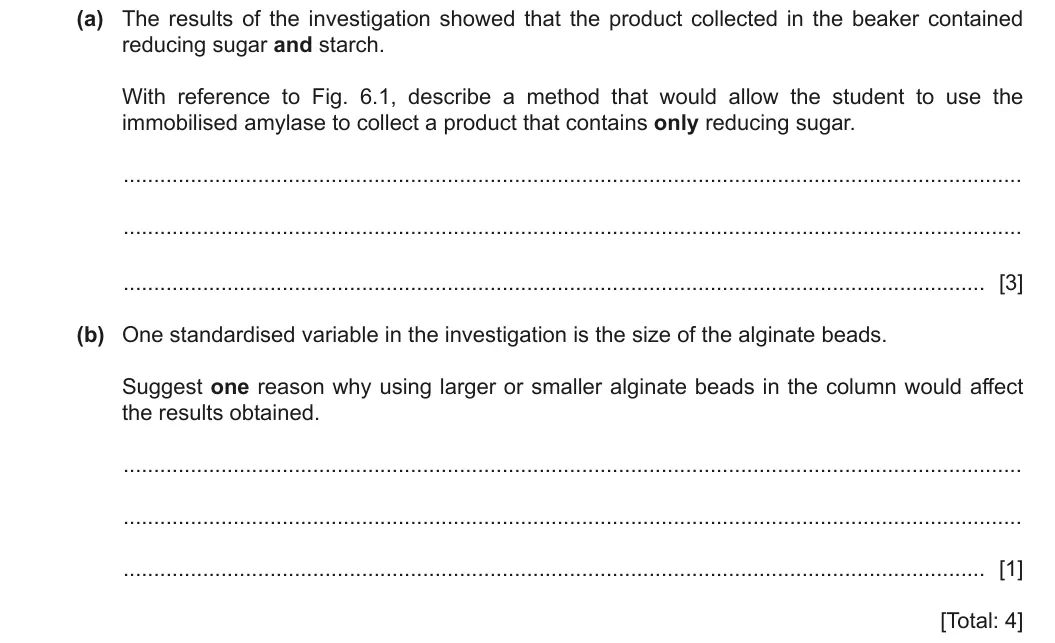 (a) The results of the investigation showed that the product collected in the beaker contained
reducing sugar and starch.
With reference to Fig. 6.1, describe a method that would allow the student to use the
immobilised amylase to collect a product that contains only reducing sugar.
..........................................................................................................................................
..........................................................................................................................................
..................................................................................................................................... [3]
(b) One standardised variable in the investigation is the size of the alginate beads.
Suggest one reason why using larger or smaller alginate beads in the column would affect
the results obtained.
..........................................................................................................................................
..........................................................................................................................................
..................................................................................................................................... [1]
[Total: 4]